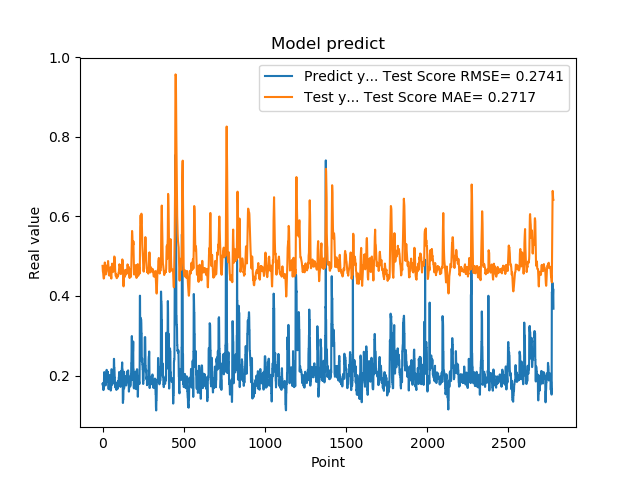 Model predict
Predict y... Test Score RMSE= 0.2741
Test y... Test Score MAE= 0.2717
1.0
0.8
0.6
0.4
0.2
Real value
0 500 1000 1500 2000 2500
Point